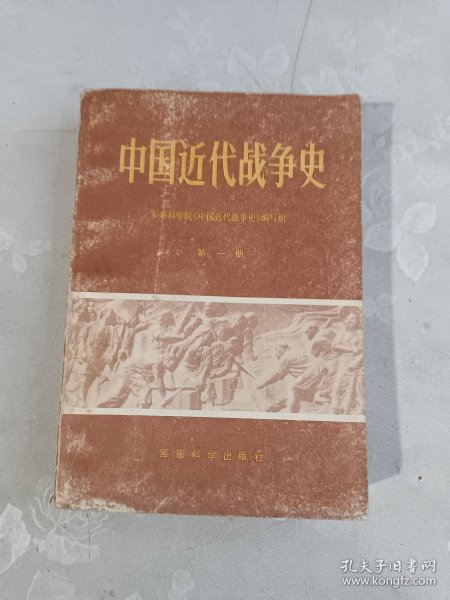 中国近代战争史
军事科学院《中国近代战争史》编写组
第一册
军事科学出版社
孔夫子旧书网
www.kongfz.com